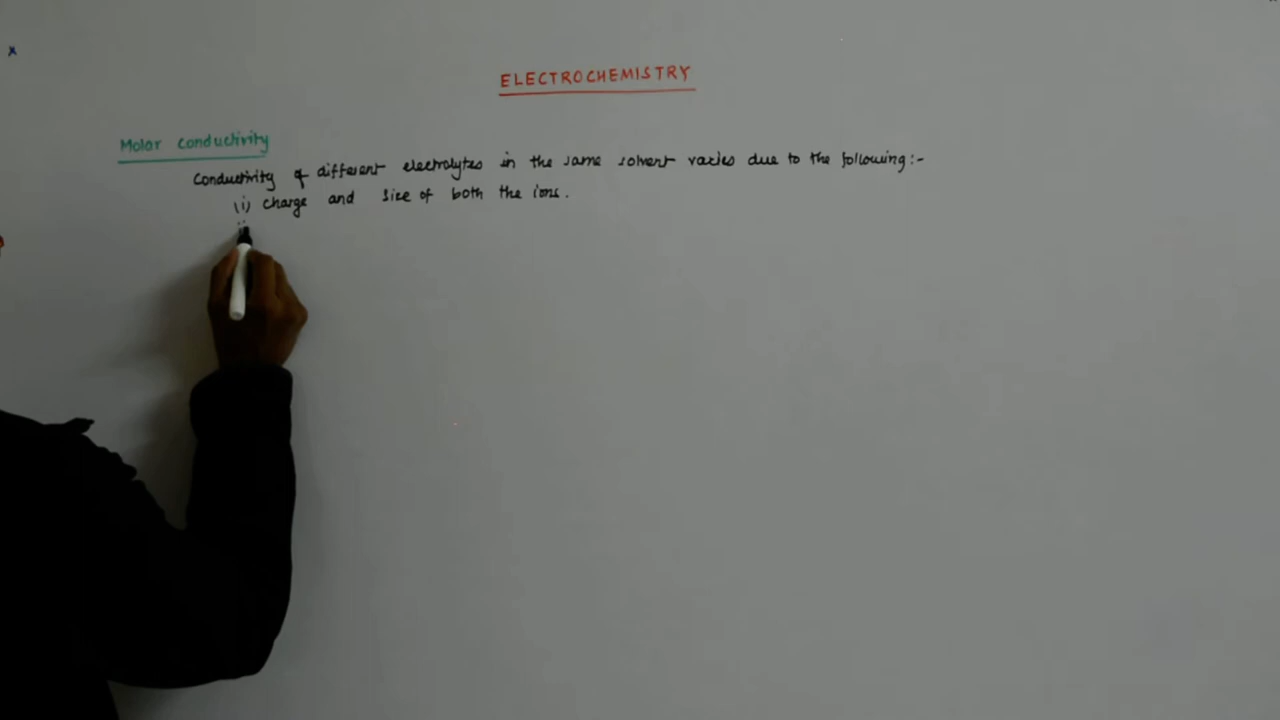 ELECTROCHEMISTRY
Molar conductivity
Conductivity of different electrolytes in the same solvent varies due to the following:-
(i) charge and size of both the ions.